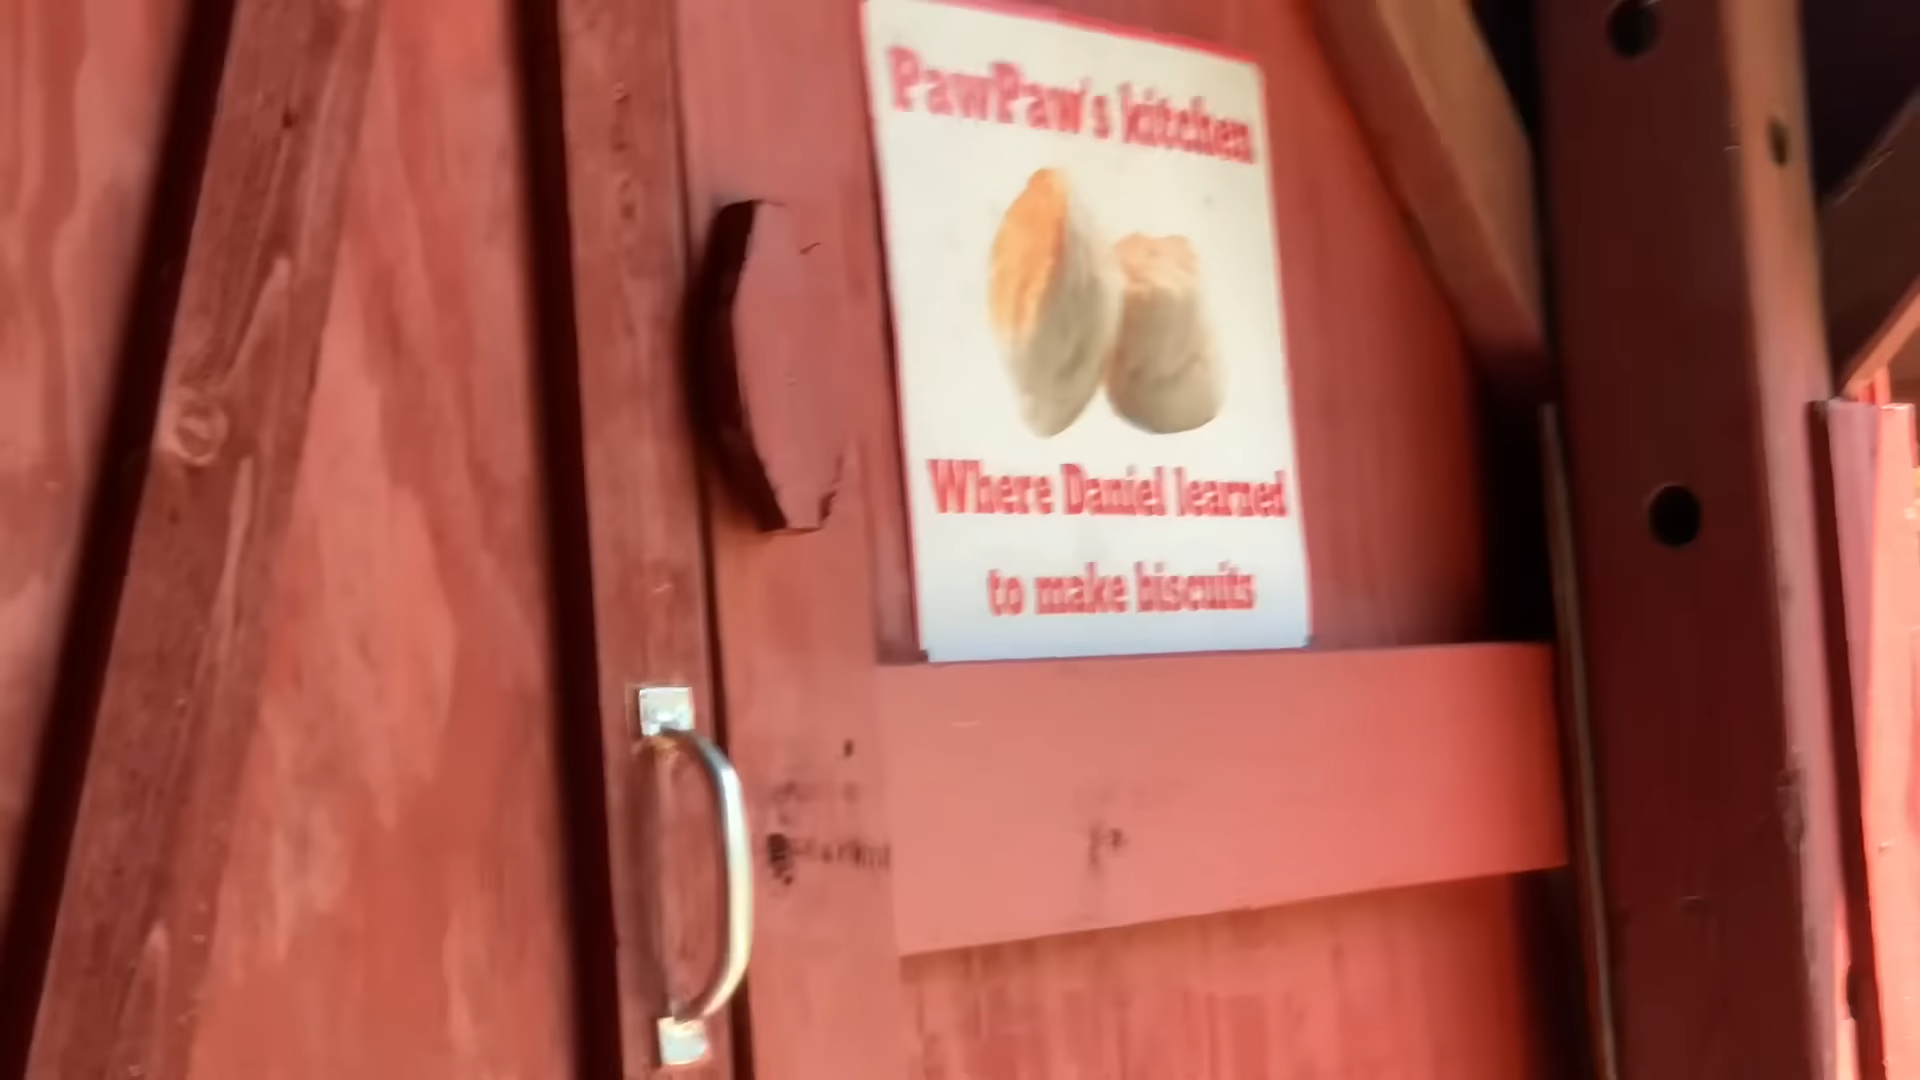 PawPaw's kitchen
Where Daniel learned
to make biscuits